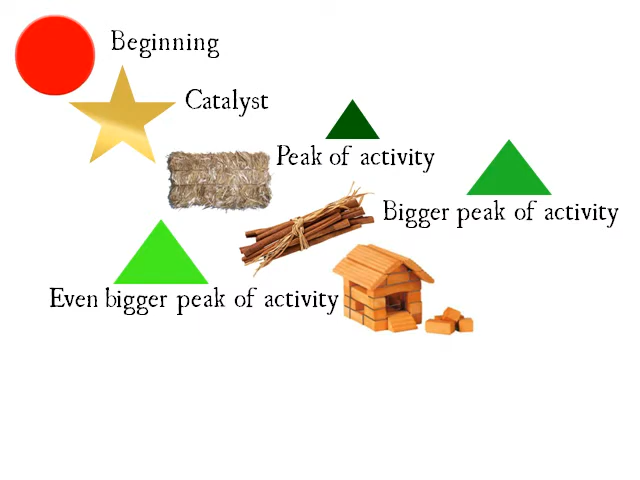 Beginning
Catalyst
Peak of activity
Bigger peak of activity
Even bigger peak of activity